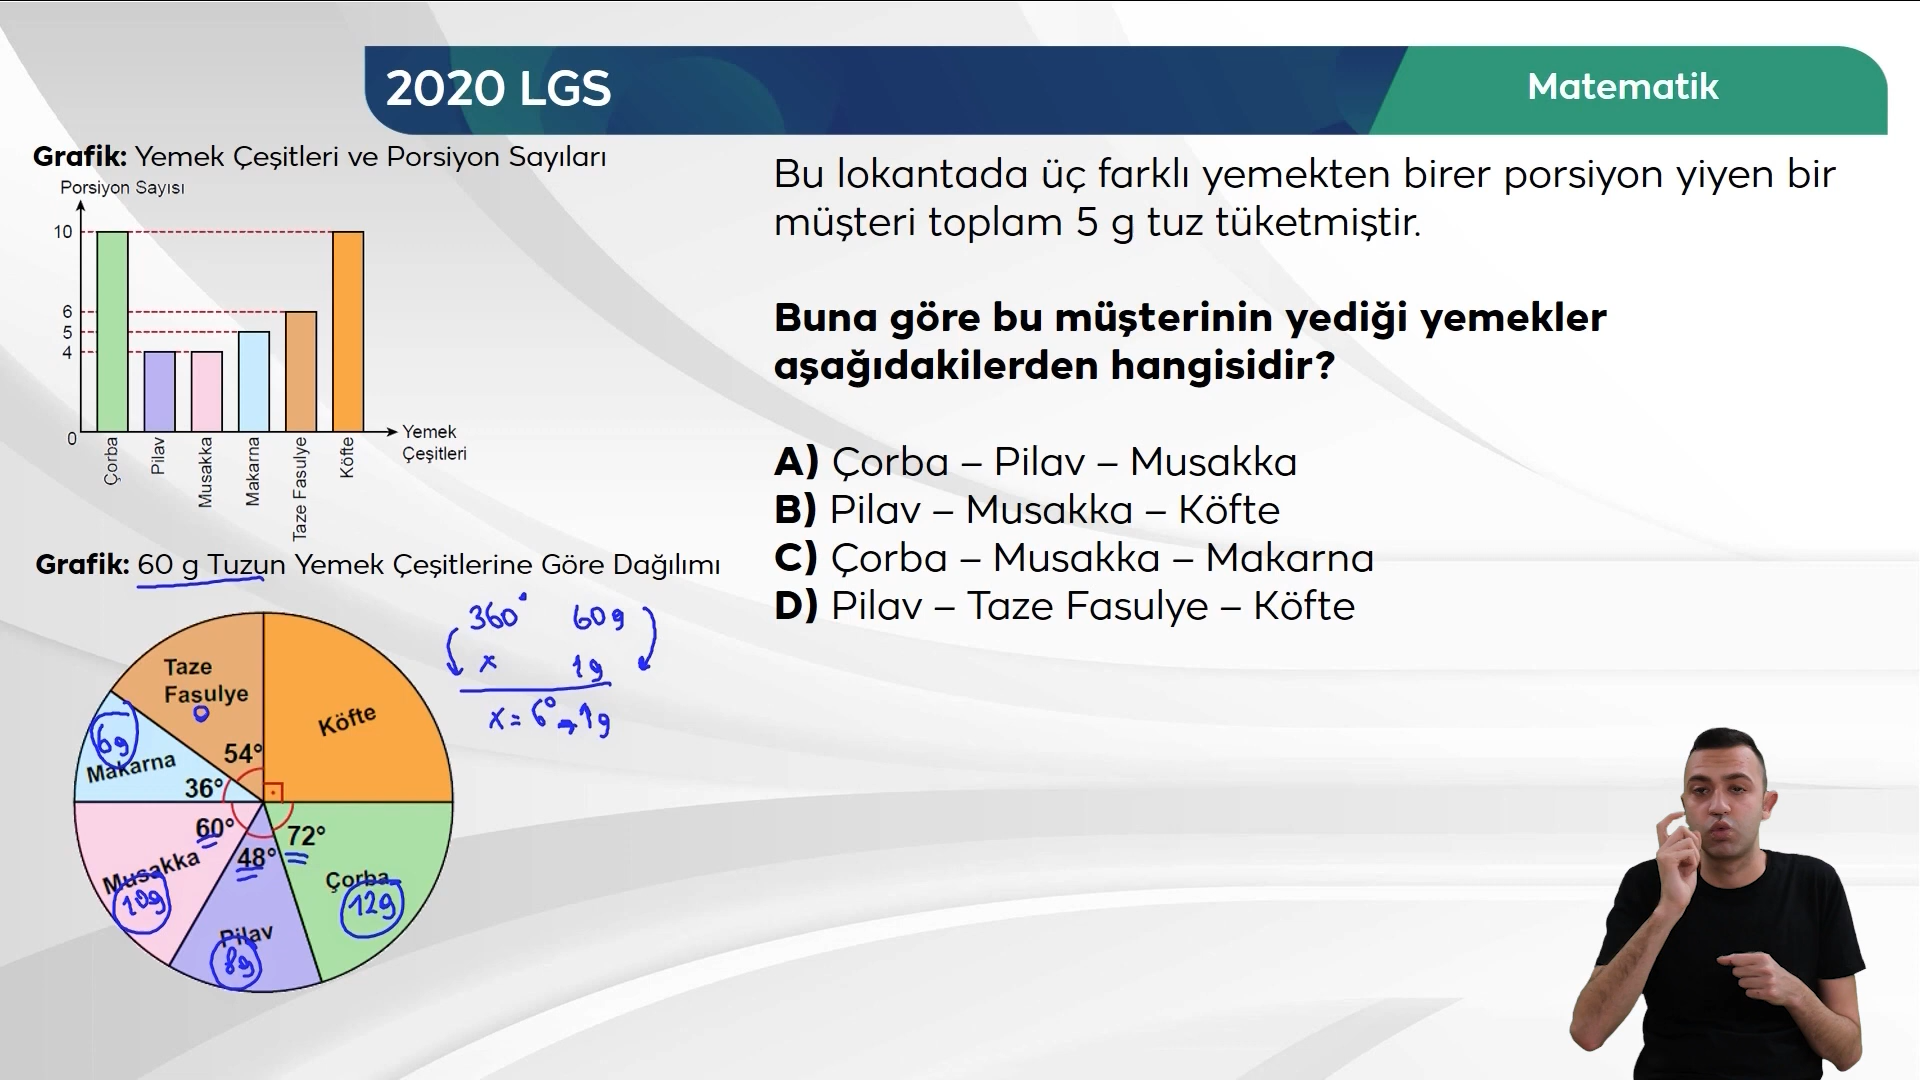 2020 LGS
Matematik
Grafik: Yemek Çeşitleri ve Porsiyon Sayıları
Porsiyon Sayısı
10
6
5
4
0
Yemek
Çeşitleri
Çorba
Pilav
Musakka
Makarna
Taze Fasulye
Köfte
Grafik: 60 g Tuzun Yemek Çeşitlerine Göre Dağılımı
Taze
Fasulye
Köfte
54°
Makarna
6g
36°
60°
72°
48°
Musakka
10g
Çorba
12g
Pilav
8g
360° 60g
x 1g
x = 6° → 1g
Bu lokantada üç farklı yemekten birer porsiyon yiyen bir
müşteri toplam 5 g tuz tüketmiştir.
Buna göre bu müşterinin yediği yemekler
aşağıdakilerden hangisidir?
A) Çorba – Pilav – Musakka
B) Pilav – Musakka – Köfte
C) Çorba – Musakka – Makarna
D) Pilav – Taze Fasulye – Köfte